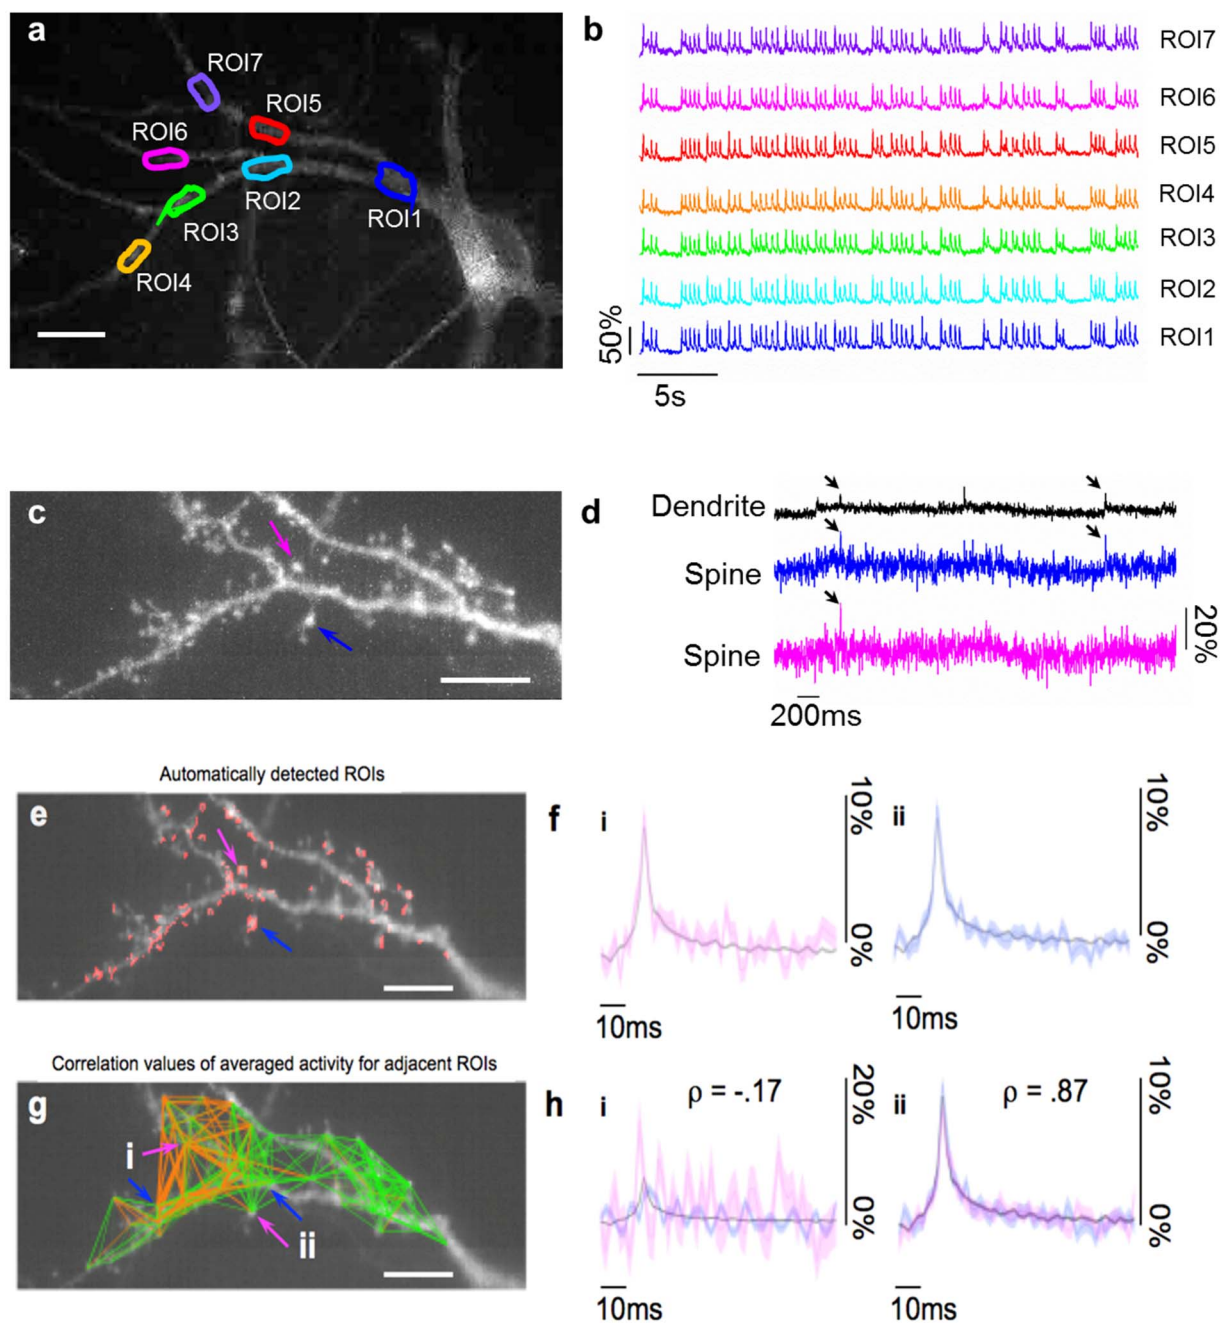 a
ROI7
ROI5
ROI6
ROI2
ROI1
ROI3
ROI4
b
ROI7
ROI6
ROI5
ROI4
ROI3
ROI2
ROI1
50%
5s
c
d
Dendrite
Spine
Spine
20%
200ms
Automatically detected ROIs
e
f
i
10%
0%
10ms
ii
10%
0%
10ms
Correlation values of averaged activity for adjacent ROIs
g
i
ii
h
i
ρ = -.17
20%
0%
10ms
ii
ρ = .87
10%
0%
10ms